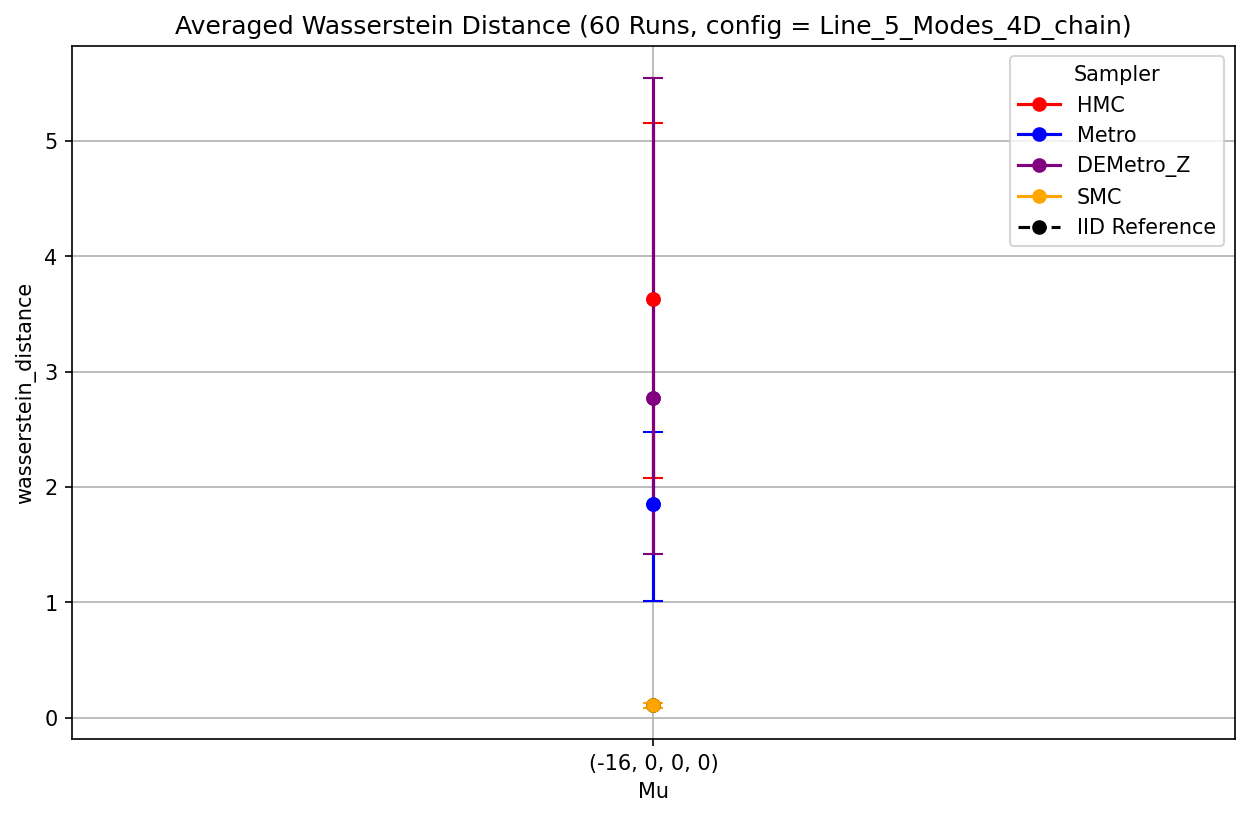 Averaged Wasserstein Distance (60 Runs, config = Line_5_Modes_4D_chain)
Sampler
HMC
Metro
DEMetro_Z
SMC
IID Reference
wasserstein_distance
5
4
3
2
1
0
(-16, 0, 0, 0)
Mu